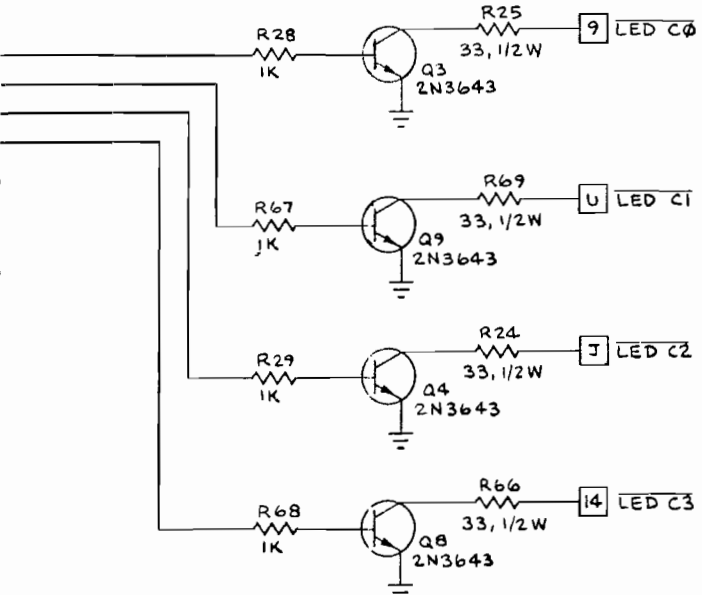 R28
1K
Q3
2N3643
R25
33, 1/2W
9
LED CØ
R67
1K
Q9
2N3643
R69
33, 1/2W
U
LED C1
R29
1K
Q4
2N3643
R24
33, 1/2W
J
LED C2
R68
1K
Q8
2N3643
R66
33, 1/2W
14
LED C3